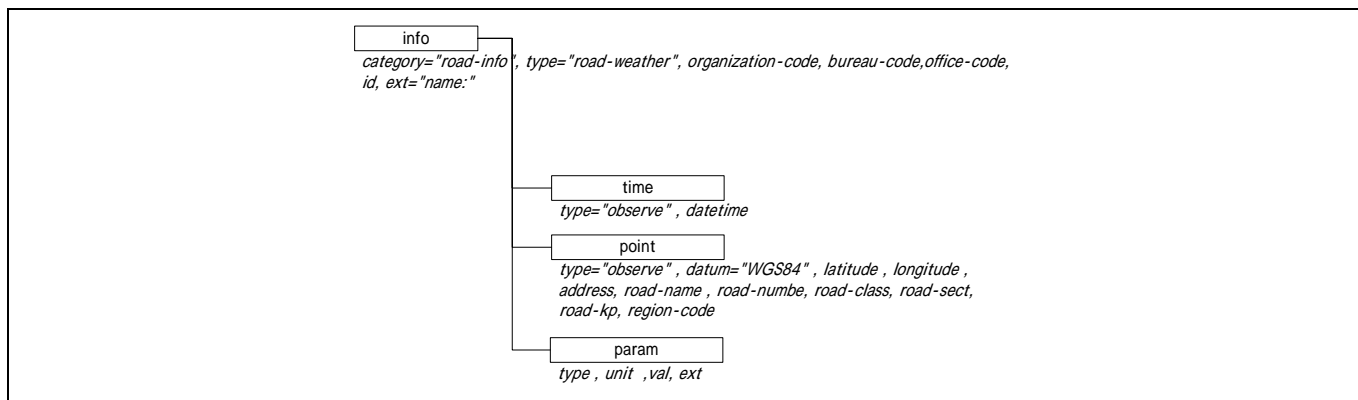 info
category="road-info", type="road-weather", organization-code, bureau-code,office-code,
id, ext="name:"
time
type="observe" , datetime
point
type="observe" , datum="WGS84" , latitude , longitude ,
address, road-name , road-numbe, road-class, road-sect,
road-kp, region-code
param
type , unit ,val, ext